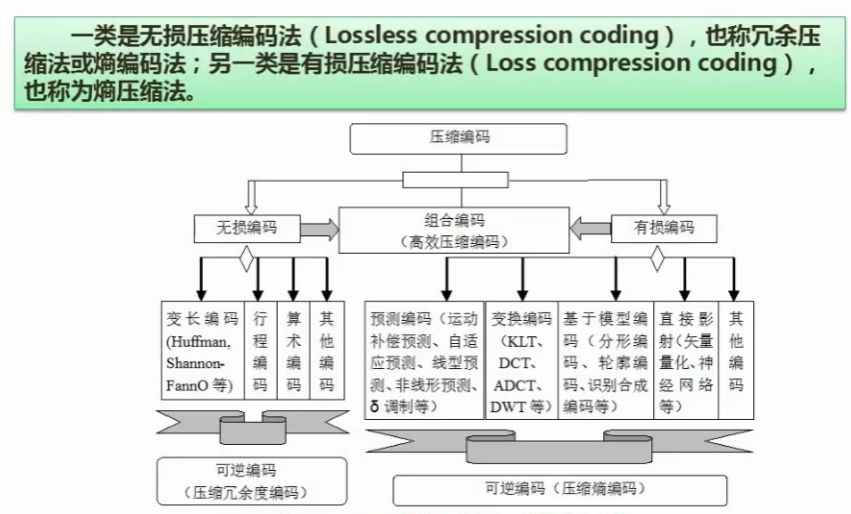 一类是无损压缩编码法（Lossless compression coding），也称冗余压
缩法或熵编码法；另一类是有损压缩编码法（Loss compression coding），
也称为熵压缩法。
压缩编码
无损编码
组合编码
（高效压缩编码）
有损编码
变长编码
(Huffman,
Shannon-
FannO 等)
行
程
编
码
算
术
编
码
其
他
编
码
预测编码（运动
补偿预测、自适
应预测、线型预
测、非线形预测、
δ 调制等）
变换编码
（KLT、
DCT、
ADCT、
DWT 等）
基于模型编
码（分形编
码、轮廓编
码、识别合成
编码等）
直接影
射（矢量
量化、神
经网络
等）
其
他
编
码
可逆编码
（压缩冗余度编码）
可逆编码（压缩熵编码）